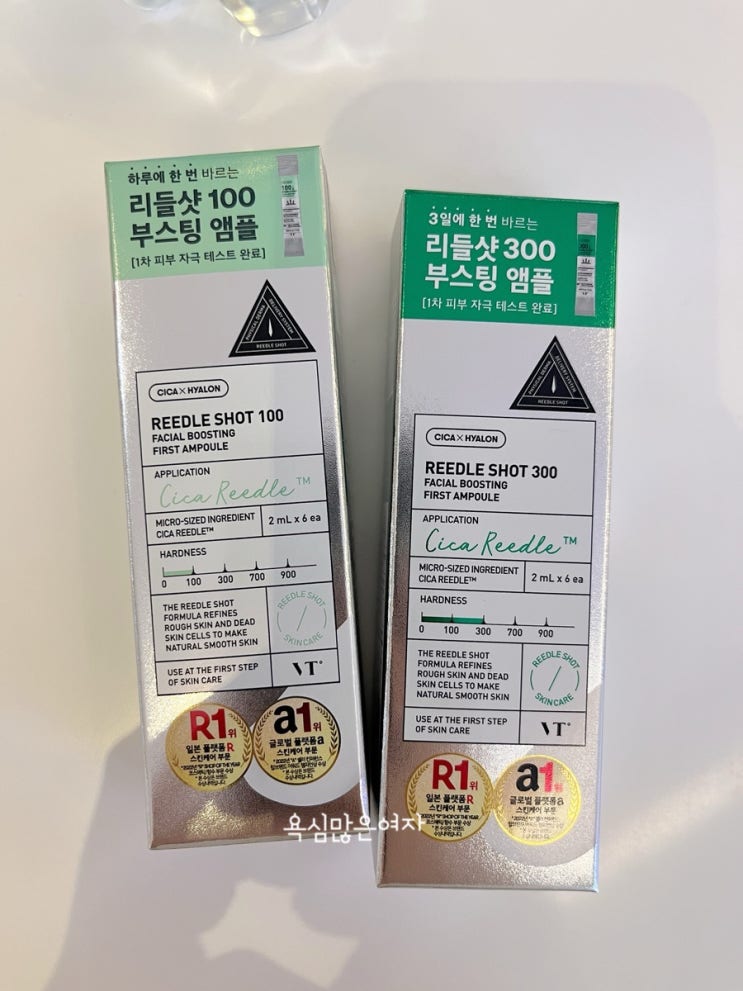 하루에 한 번 바르는
리들샷 100
부스팅 앰플
[1차 피부 자극 테스트 완료]
REEDLE SHOT
CICA X HYALON
REEDLE SHOT 100
FACIAL BOOSTING
FIRST AMPOULE
APPLICATION
Cica Reedle™
MICRO-SIZED INGREDIENT
CICA REEDLE™
2 mL x 6 ea
HARDNESS
0 100 300 700 900
THE REEDLE SHOT
FORMULA REFINES
ROUGH SKIN AND DEAD
SKIN CELLS TO MAKE
NATURAL SMOOTH SKIN
REEDLE SHOT
SKINCARE
USE AT THE FIRST STEP
OF SKIN CARE
VT
R1위
일본 플랫폼 R
스킨케어 부문
a1위
글로벌 플랫폼 a
스킨케어 부문
3일에 한 번 바르는
리들샷 300
부스팅 앰플
[1차 피부 자극 테스트 완료]
REEDLE SHOT
CICA X HYALON
REEDLE SHOT 300
FACIAL BOOSTING
FIRST AMPOULE
APPLICATION
Cica Reedle™
MICRO-SIZED INGREDIENT
CICA REEDLE™
2 mL x 6 ea
HARDNESS
0 100 300 700 900
THE REEDLE SHOT
FORMULA REFINES
ROUGH SKIN AND DEAD
SKIN CELLS TO MAKE
NATURAL SMOOTH SKIN
REEDLE SHOT
SKINCARE
USE AT THE FIRST STEP
OF SKIN CARE
VT
R1위
일본 플랫폼 R
스킨케어 부문
a1위
글로벌 플랫폼 a
스킨케어 부문
욕심많은여자